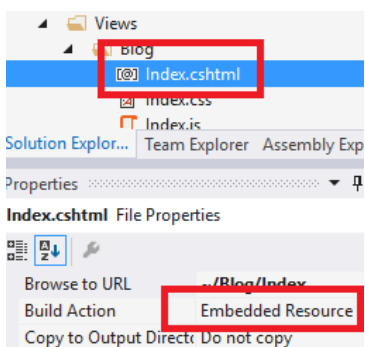 Views
Blog
[@] Index.cshtml
Index.css
Index.js
Solution Explor... Team Explorer Assembly Exp
Properties
Index.cshtml File Properties
Browse to URL ~/Blog/Index
Build Action Embedded Resource
Copy to Output Directo Do not copy